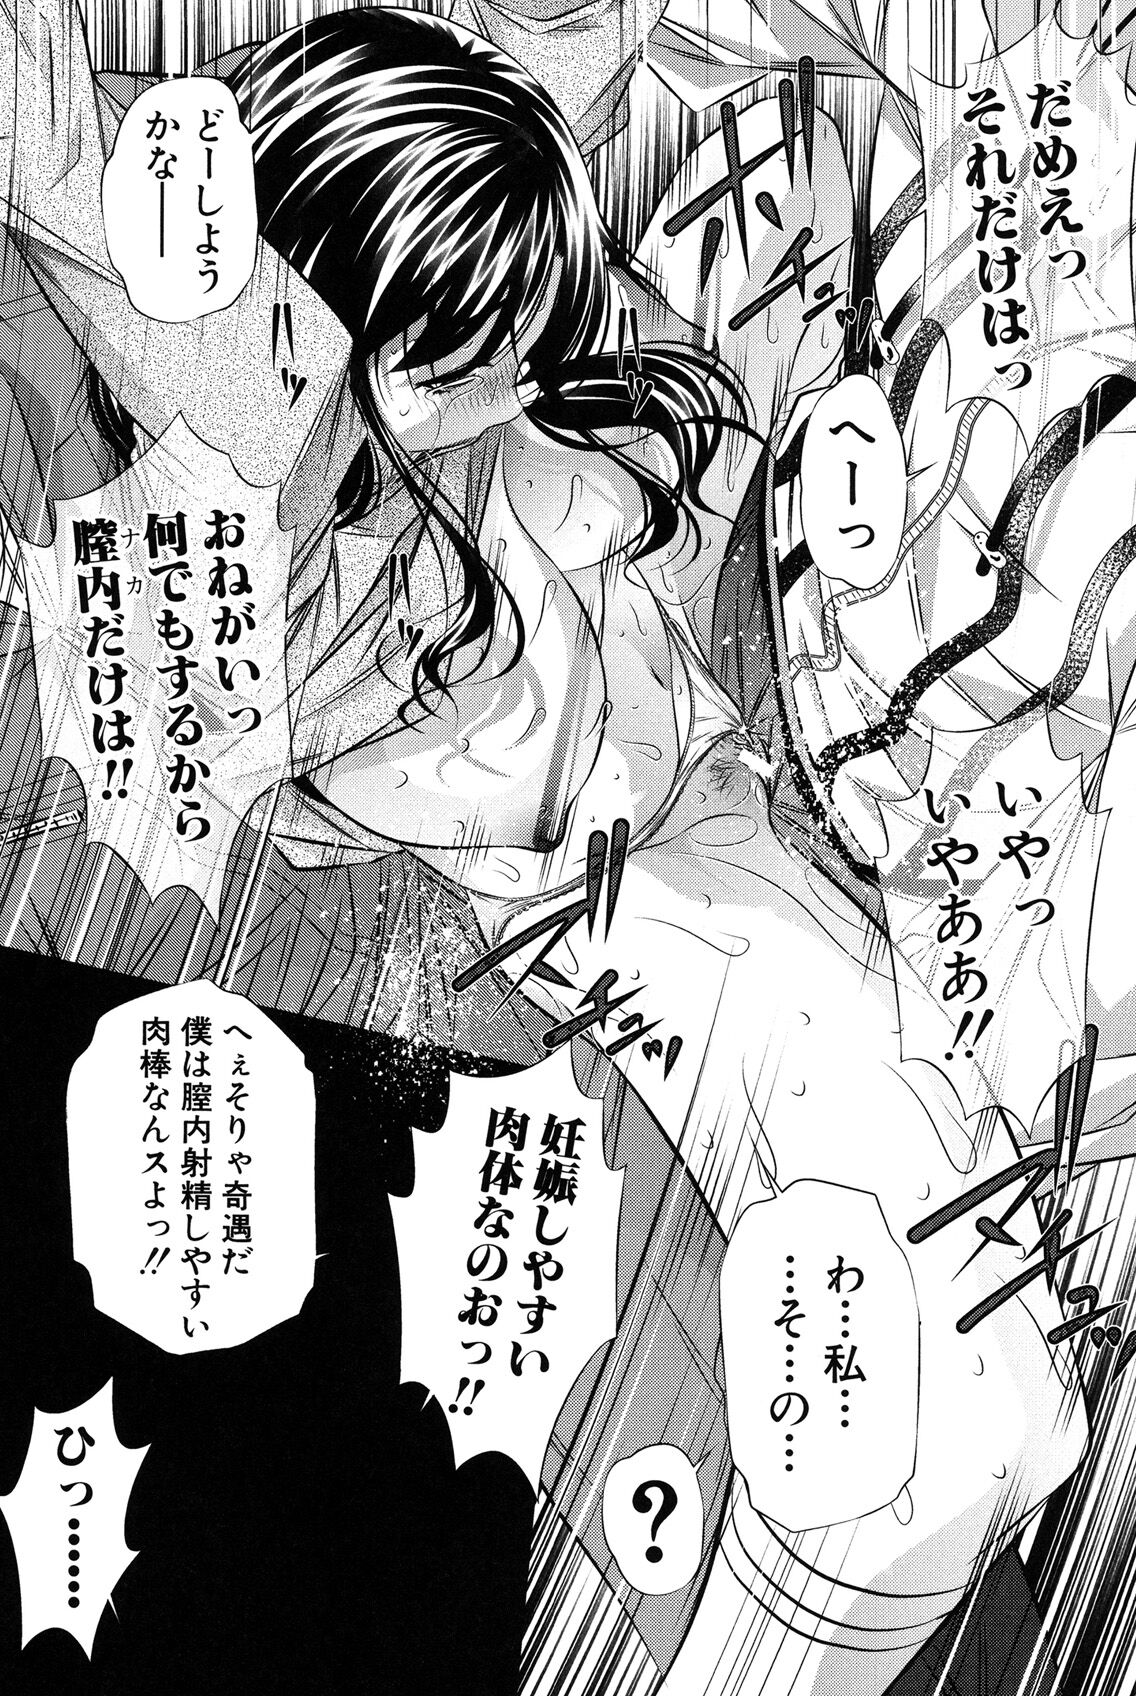 だめえっ
それだけはっ
へーっ
いやっ
いやああ!!
どーしよう
かな──
おねがいっ
何でもするから
膣内だけは!!
ナカ
わ…私…
…そ…の…
?
妊娠しやすい
肉体なのおっ!!
へぇそりゃ奇遇だ
僕は膣内射精しやすい
肉棒なんスよっ!!
ひっ……